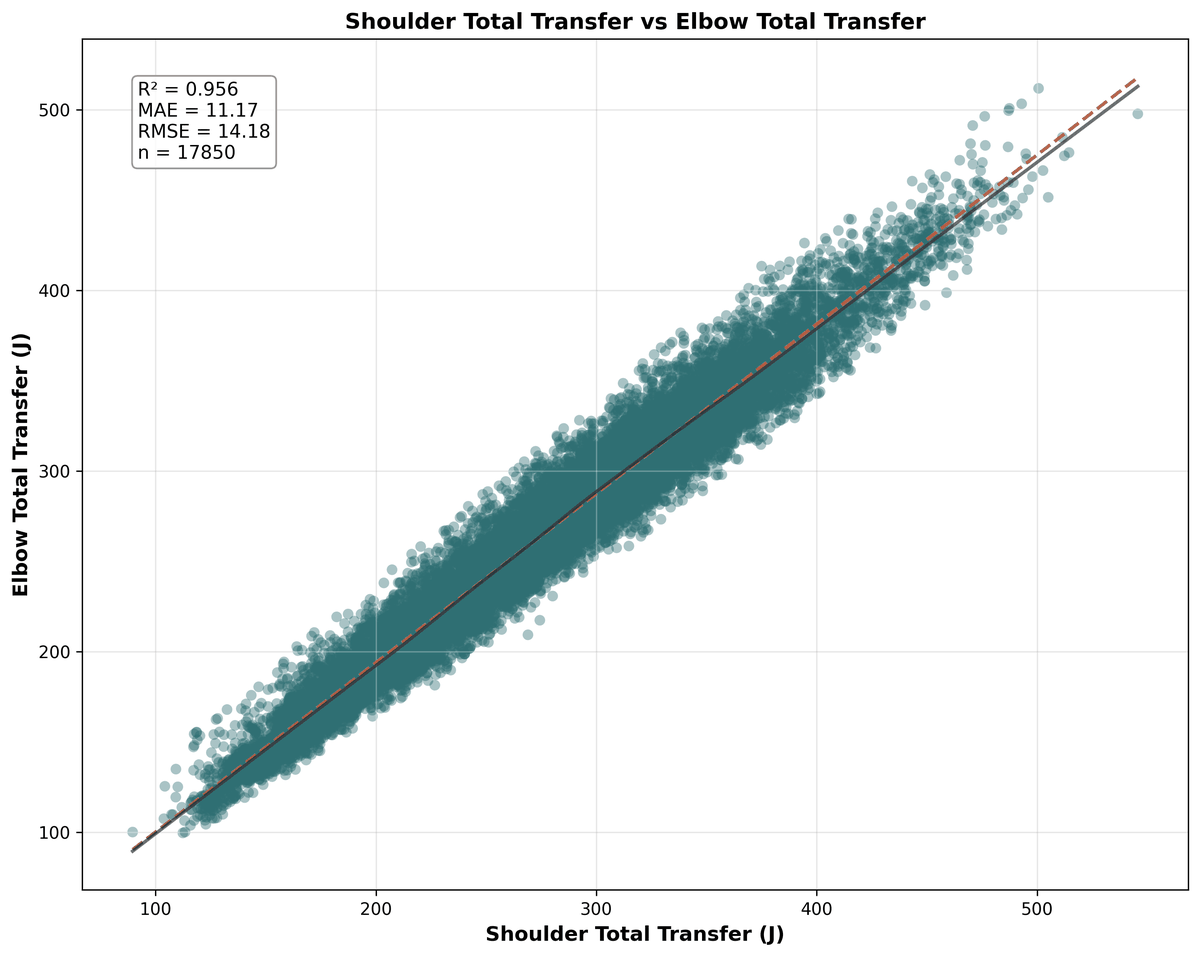 Shoulder Total Transfer vs Elbow Total Transfer
R² = 0.956
MAE = 11.17
RMSE = 14.18
n = 17850
Elbow Total Transfer (J)
500
400
300
200
100
100 200 300 400 500
Shoulder Total Transfer (J)